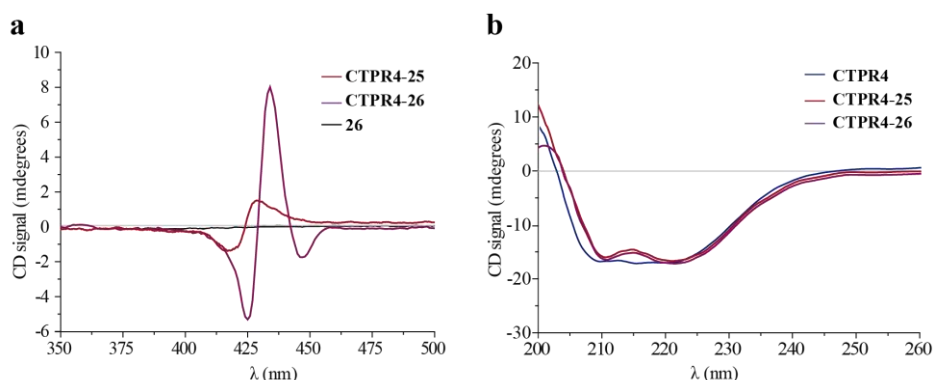 a
CD signal (mdegrees)
10
8
6
4
2
0
-2
-4
-6
350
375
400
425
450
475
500
λ (nm)
CTPR4-25
CTPR4-26
26
b
CD signal (mdegrees)
20
10
0
-10
-20
-30
200
210
220
230
240
250
260
λ (nm)
CTPR4
CTPR4-25
CTPR4-26